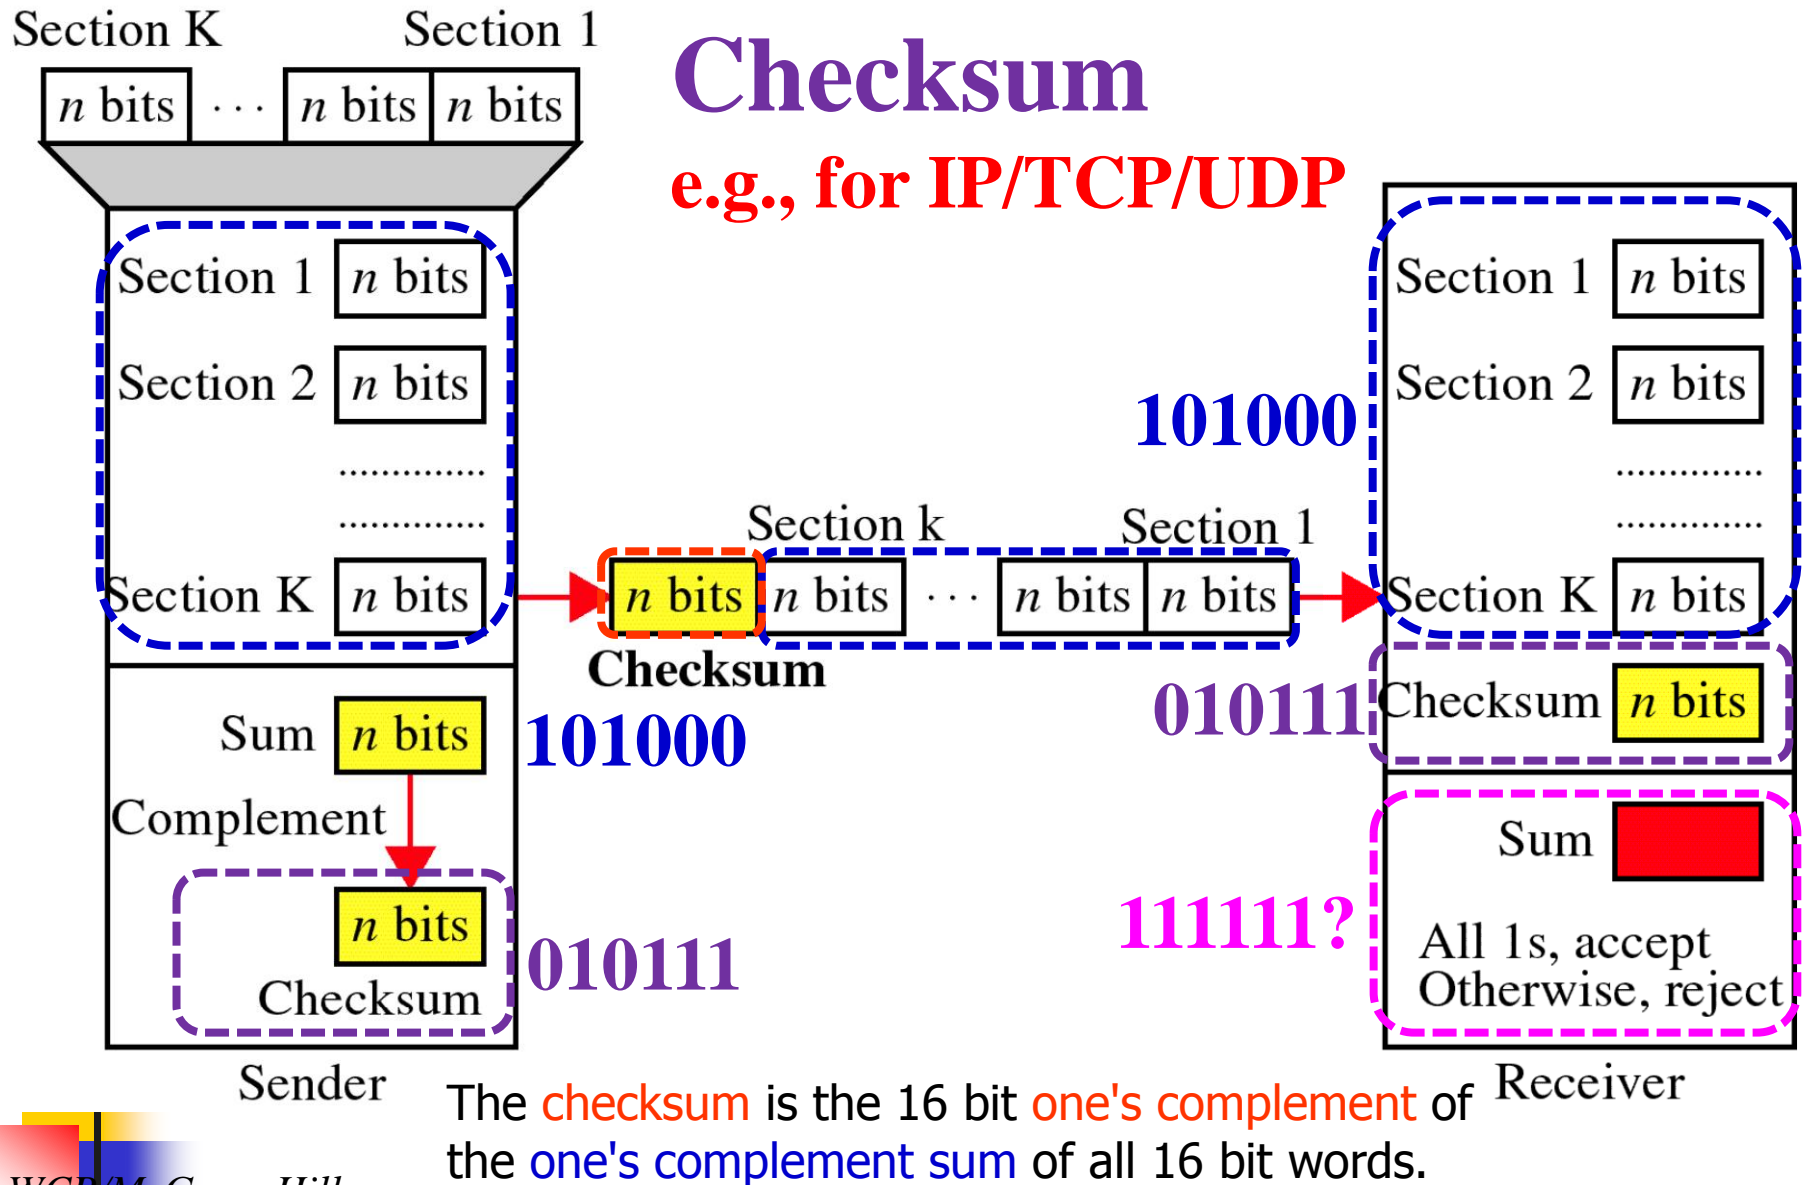 Section K Section 1
n bits ... n bits n bits
Checksum
e.g., for IP/TCP/UDP
Section 1 n bits
Section 2 n bits
..............
..............
Section K n bits
Sum n bits 101000
Complement
n bits
Checksum
010111
Sender
Section k Section 1
n bits n bits ... n bits n bits
Checksum
101000
Section 1 n bits
Section 2 n bits
..............
..............
Section K n bits
010111
Checksum n bits
Sum
111111?
All 1s, accept
Otherwise, reject
Receiver
The checksum is the 16 bit one's complement of
the one's complement sum of all 16 bit words.